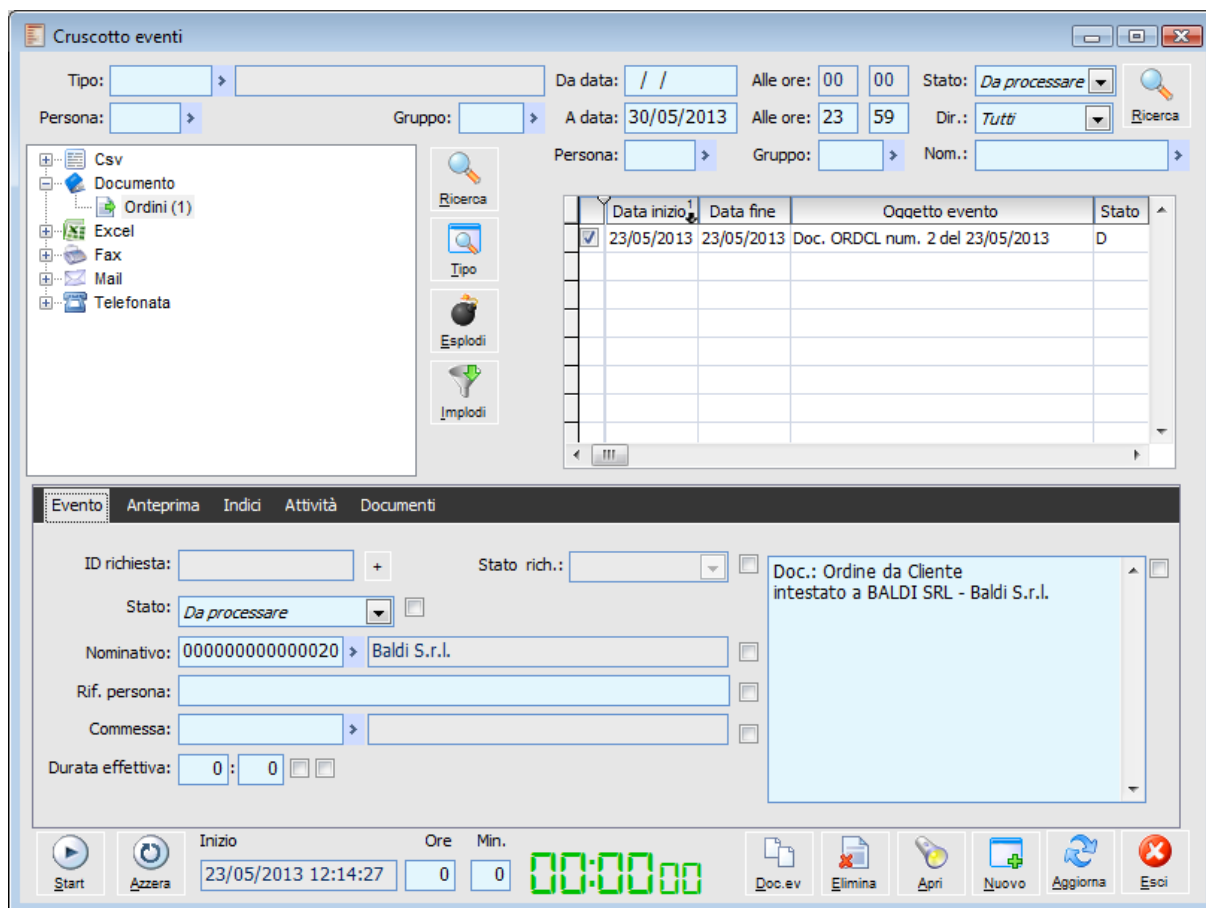 Cruscotto eventi
Tipo: Da data: / / Alle ore: 00 00 Stato: Da processare
Persona: Gruppo: A data: 30/05/2013 Alle ore: 23 59 Dir.: Tutti Ricerca
Persona: Gruppo: Nom.:
Csv
Documento
Ordini (1)
Excel
Fax
Mail
Telefonata
Ricerca
Tipo
Esplodi
Implodi
Data inizio 1 Data fine Oggetto evento Stato
23/05/2013 23/05/2013 Doc. ORDCL num. 2 del 23/05/2013 D
Evento Anteprima Indici Attività Documenti
ID richiesta: + Stato rich.:
Stato: Da processare
Nominativo: 000000000000020 Baldi S.r.l.
Rif. persona:
Commessa:
Durata effettiva: 0 : 0
Doc.: Ordine da Cliente
intestato a BALDI SRL - Baldi S.r.l.
Start Azzera
Inizio Ore Min.
23/05/2013 12:14:27 0 0 00:00 00
Doc.ev Elimina Apri Nuovo Aggiorna Esci